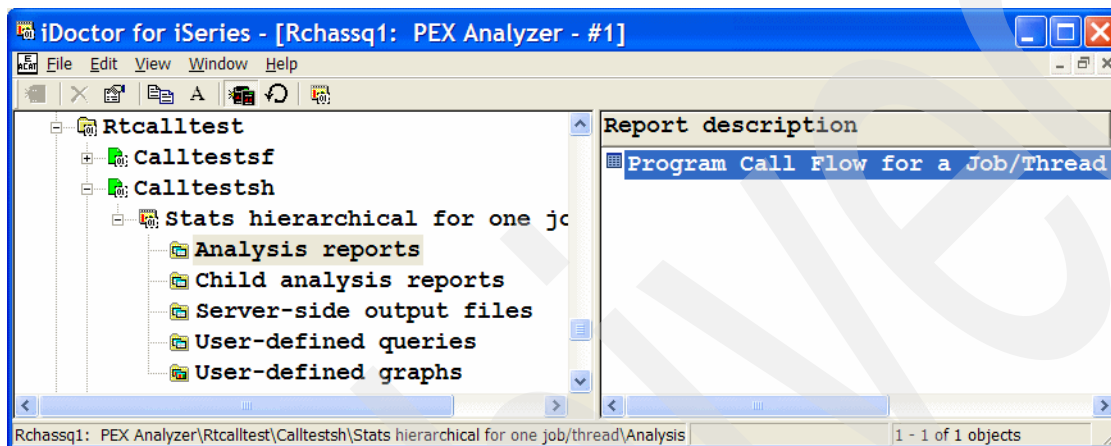 iDoctor for iSeries - [Rchassq1: PEX Analyzer - #1]
File Edit View Window Help
A
Rtcalltest
Calltestsf
Calltestsh
Stats hierarchical for one jo
Analysis reports
Child analysis reports
Server-side output files
User-defined queries
User-defined graphs
Report description
Program Call Flow for a Job/Thread
Rchassq1: PEX Analyzer\Rtcalltest\Calltestsh\Stats hierarchical for one job/thread\Analysis
1 - 1 of 1 objects